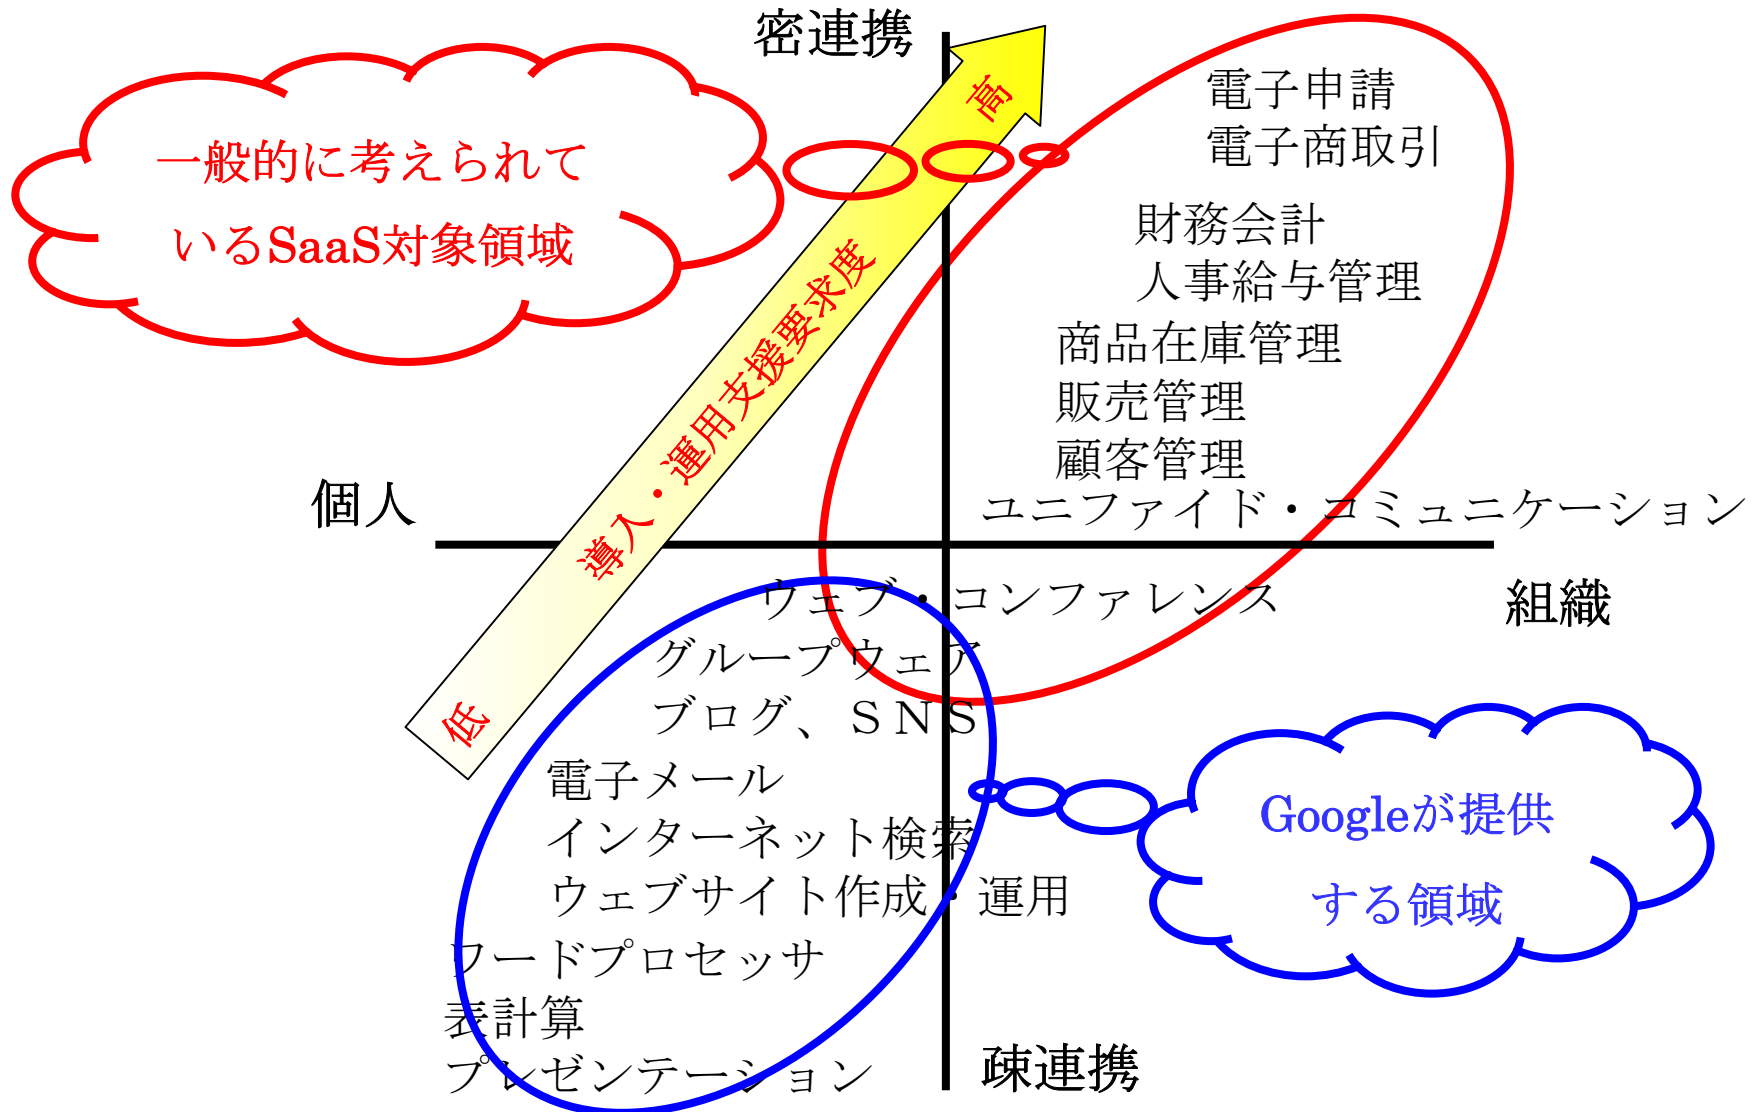 密連携
高
電子申請
電子商取引
一般的に考えられて
いるSaaS対象領域
財務会計
人事給与管理
商品在庫管理
販売管理
顧客管理
導入・運用支援要求度
個人
ユニファイド・コミュニケーション
組織
ウェブ・コンファレンス
グループウェア
ブログ、ＳＮＳ
低
電子メール
インターネット検索
ウェブサイト作成・運用
Googleが提供
する領域
ワードプロセッサ
表計算
プレゼンテーション
疎連携